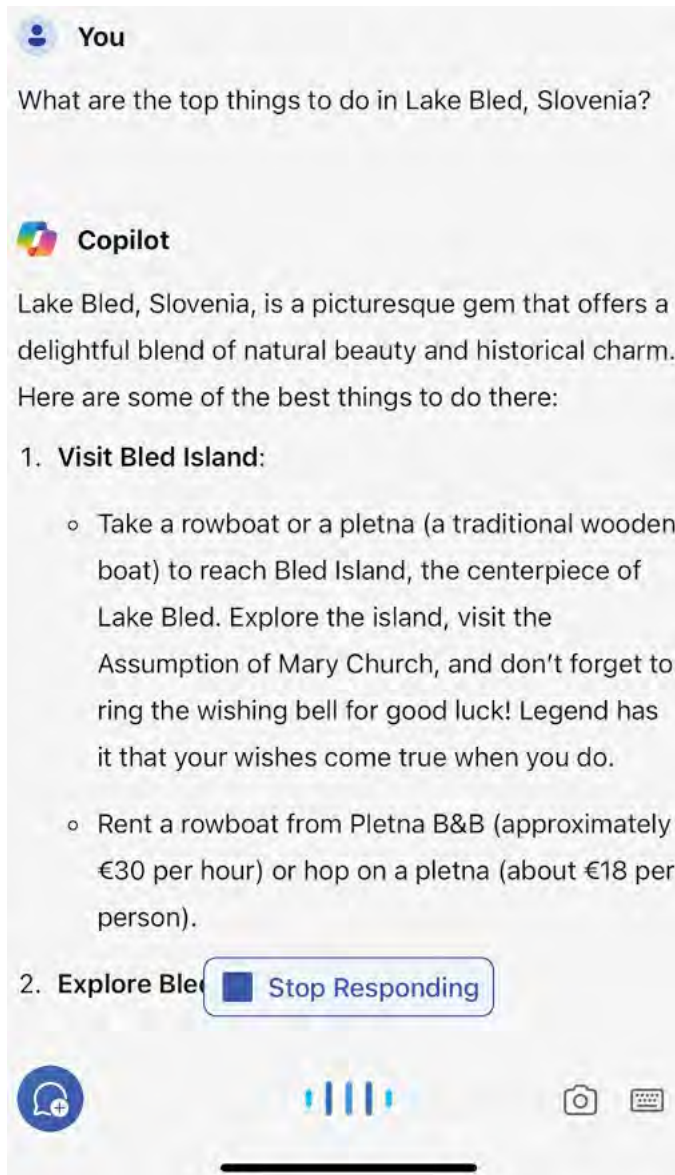 You
What are the top things to do in Lake Bled, Slovenia?
Copilot
Lake Bled, Slovenia, is a picturesque gem that offers a
delightful blend of natural beauty and historical charm.
Here are some of the best things to do there:
1. Visit Bled Island:
◦ Take a rowboat or a pletna (a traditional wooden
boat) to reach Bled Island, the centerpiece of
Lake Bled. Explore the island, visit the
Assumption of Mary Church, and don’t forget to
ring the wishing bell for good luck! Legend has
it that your wishes come true when you do.
◦ Rent a rowboat from Pletna B&B (approximately
€30 per hour) or hop on a pletna (about €18 per
person).
2. Explore
Stop Responding